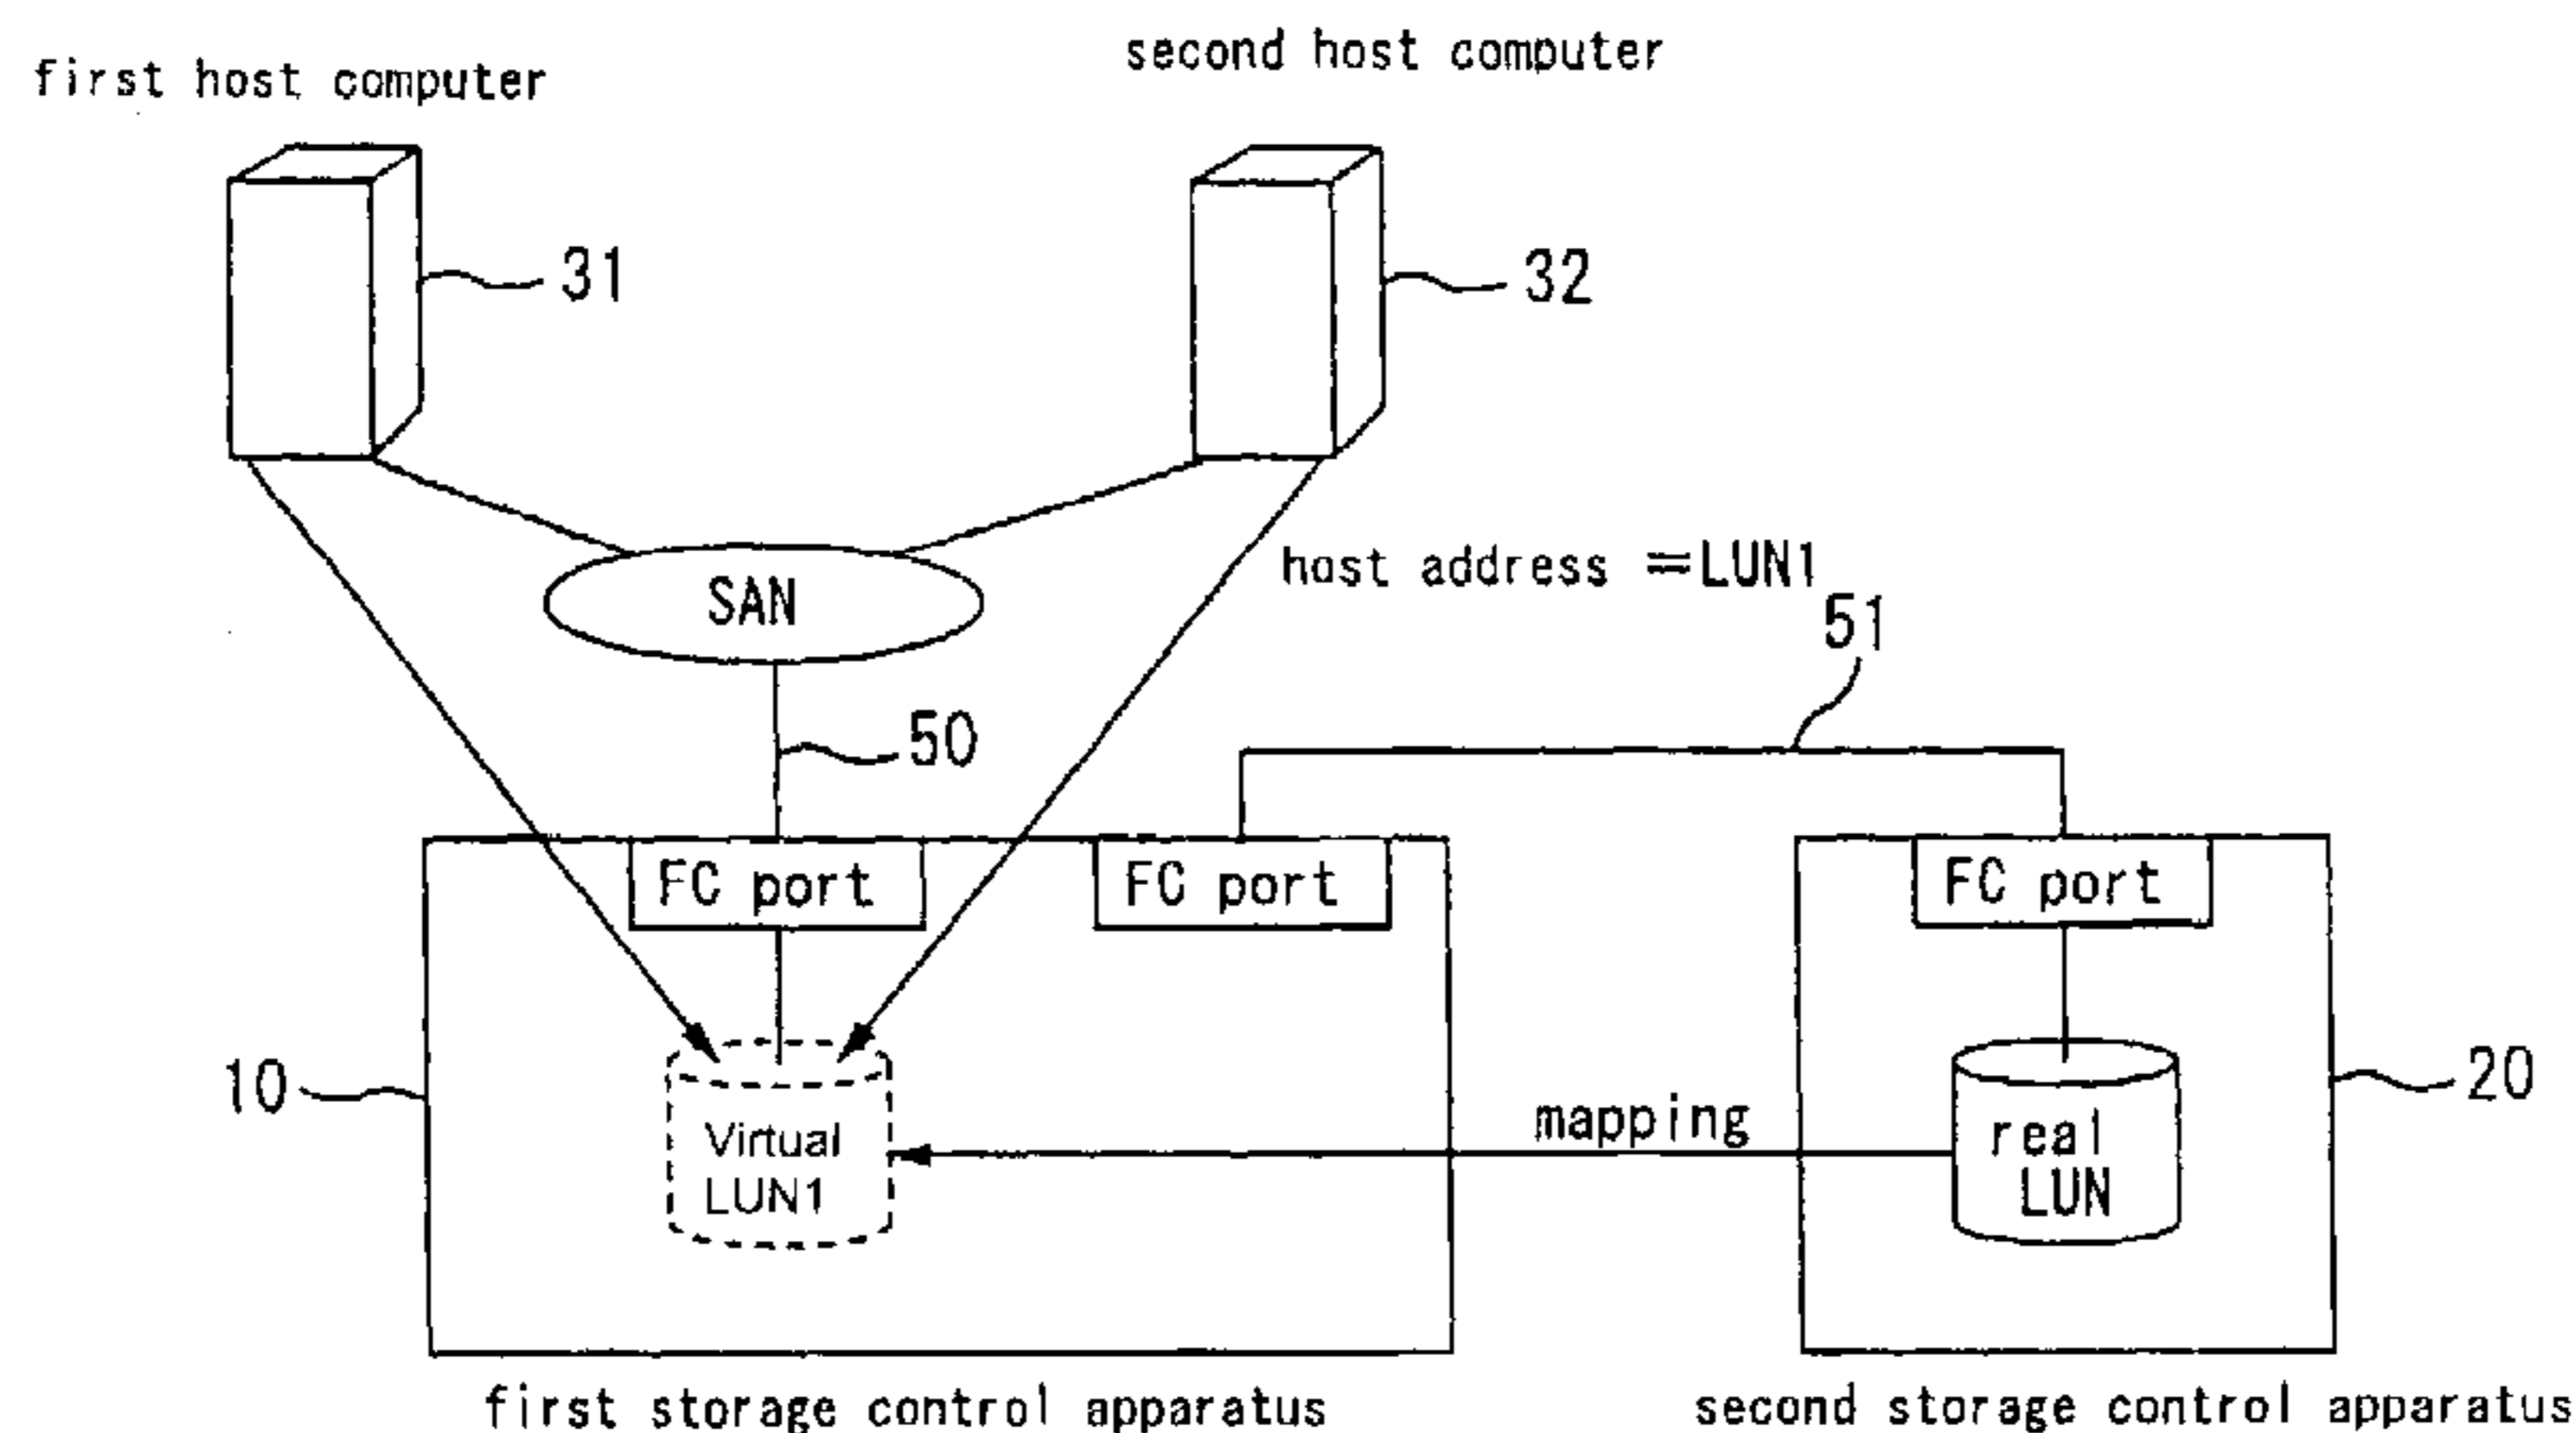 first host computer
second host computer
31
32
SAN
host address =LUN1
51
50
FC port
FC port
FC port
10
Virtual
LUN1
mapping
real
LUN
20
first storage control apparatus
second storage control apparatus